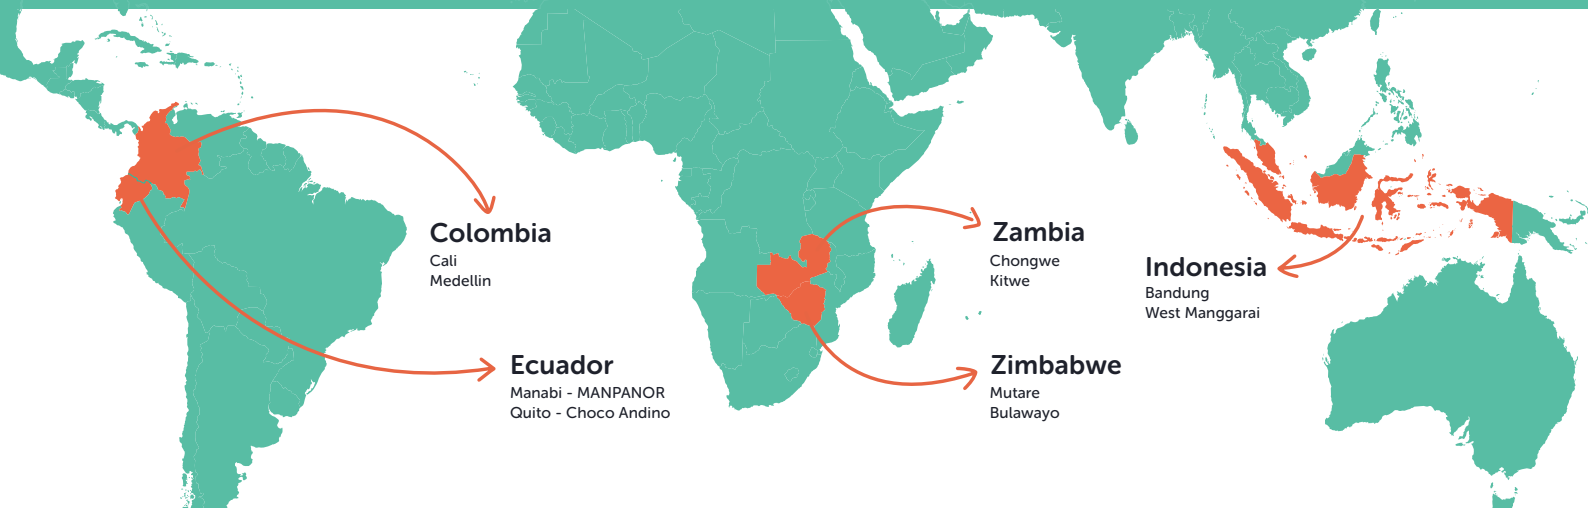 Colombia
Cali
Medellin
Ecuador
Manabi - MANPANOR
Quito - Choco Andino
Zambia
Chongwe
Kitwe
Zimbabwe
Mutare
Bulawayo
Indonesia
Bandung
West Manggarai